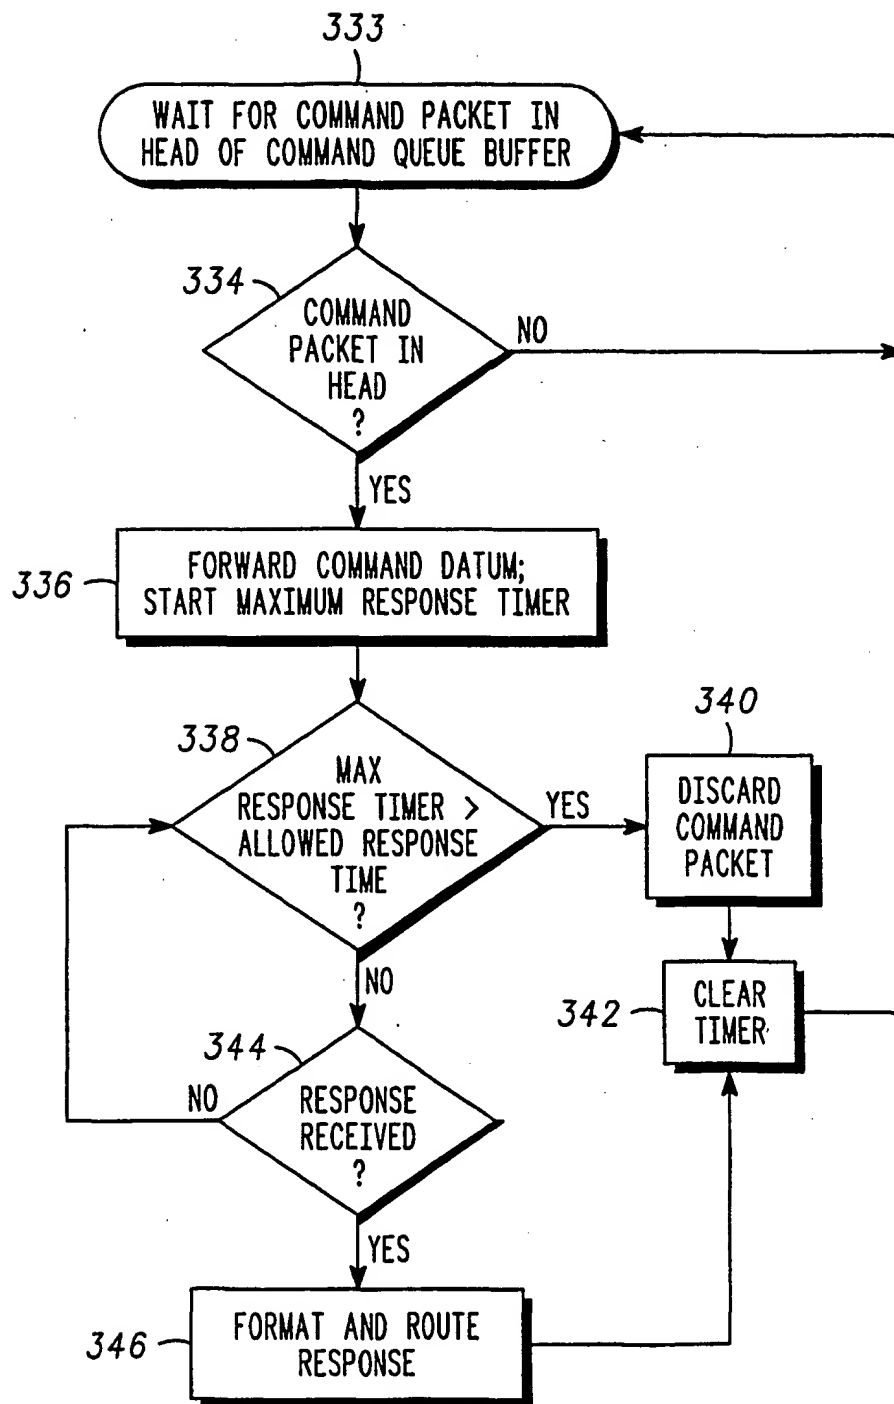 333
WAIT FOR COMMAND PACKET IN
HEAD OF COMMAND QUEUE BUFFER
334
COMMAND
PACKET IN
HEAD
?
NO
YES
336
FORWARD COMMAND DATUM;
START MAXIMUM RESPONSE TIMER
338
MAX
RESPONSE TIMER >
ALLOWED RESPONSE
TIME
?
YES
340
DISCARD
COMMAND
PACKET
NO
342
CLEAR
TIMER
344
NO
RESPONSE
RECEIVED
?
YES
346
FORMAT AND ROUTE
RESPONSE